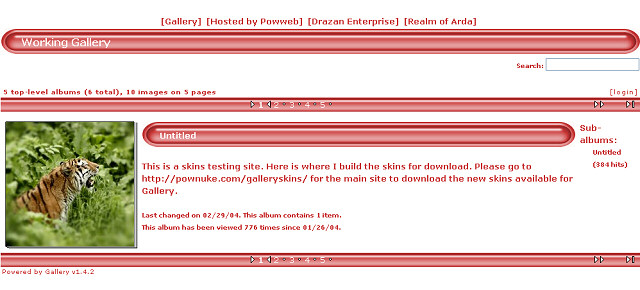 [Gallery] [Hosted by Powweb] [Drazan Enterprise] [Realm of Arda]
Working Gallery
Search:
5 top-level albums (6 total), 10 images on 5 pages
[login]
1 2 3 4 5
Untitled
Sub-
albums:
Untitled
(384 hits)
This is a skins testing site. Here is where I build the skins for download. Please go to
http://pownuke.com/galleryskins/ for the main site to download the new skins available for
Gallery.
Last changed on 02/29/04. This album contains 1 item.
This album has been viewed 776 times since 01/26/04.
1 2 3 4 5
Powered by Gallery v1.4.2